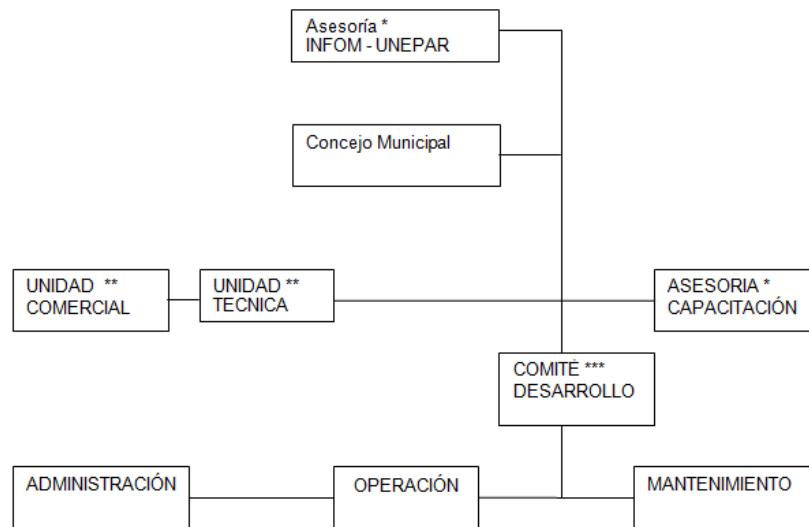 Asesoría *
INFOM - UNEPAR
Concejo Municipal
UNIDAD **
COMERCIAL
UNIDAD **
TECNICA
ASESORIA *
CAPACITACIÓN
COMITÉ ***
DESARROLLO
ADMINISTRACIÓN
OPERACIÓN
MANTENIMIENTO